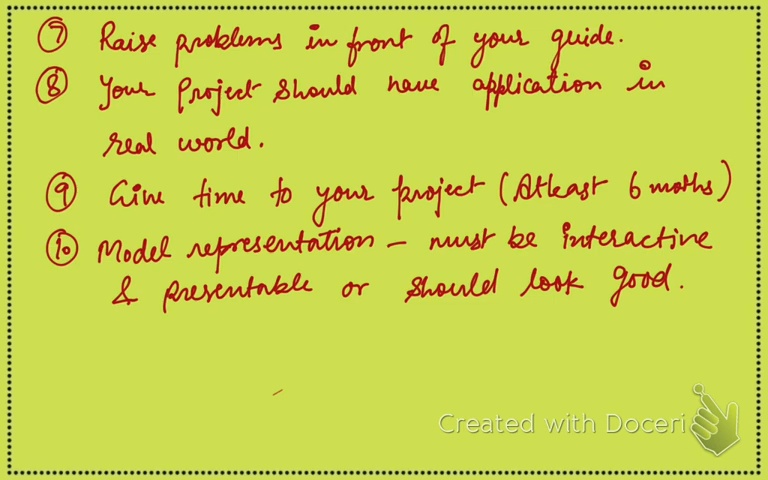 7 Raise problems in front of your guide.
8 Your Project should have application in
real world.
9 Give time to your project (Atleast 6 moths)
10 Model representation - must be interactive
& presentable or should look good.
Created with Doceri